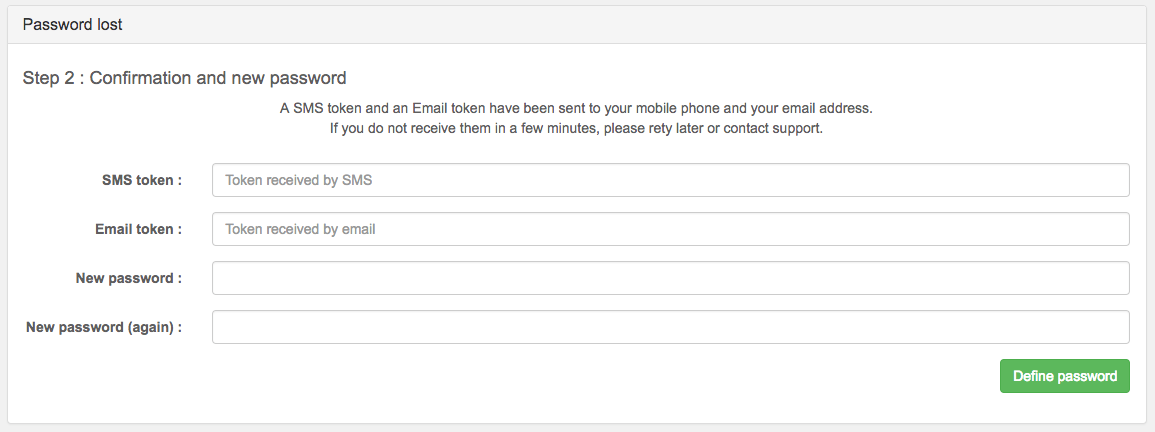 Password lost
Step 2 : Confirmation and new password
A SMS token and an Email token have been sent to your mobile phone and your email address.
If you do not receive them in a few minutes, please rety later or contact support.
SMS token :
Token received by SMS
Email token :
Token received by email
New password :
New password (again) :
Define password